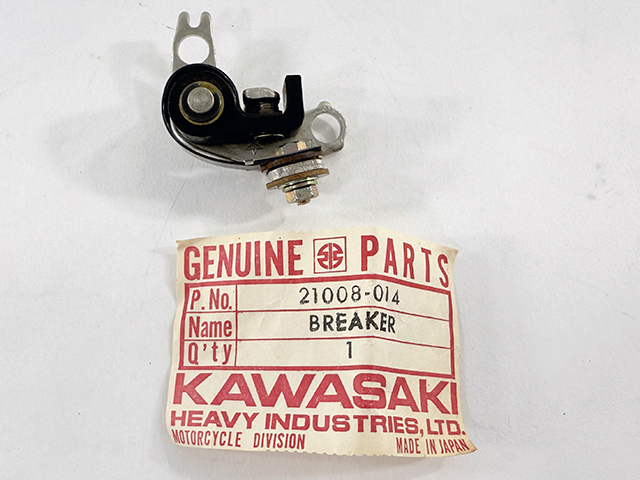 GENUINE PARTS
P. No. 21008-014
Name BREAKER
Q'ty 1
KAWASAKI
HEAVY INDUSTRIES, LTD.
MOTORCYCLE DIVISION MADE IN JAPAN